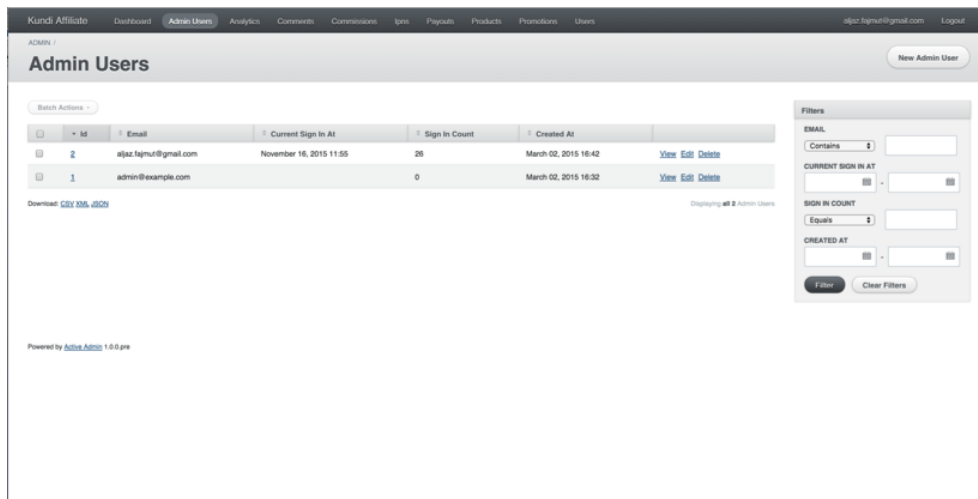 Kundi Affiliate Dashboard Admin Users Analytics Comments Commissions Ipns Payouts Products Promotions Users aljaz.fajmut@gmail.com Logout
ADMIN /
Admin Users
New Admin User
Batch Actions
Id Email Current Sign In At Sign In Count Created At
2 aljaz.fajmut@gmail.com November 16, 2015 11:55 26 March 02, 2015 16:42 View Edit Delete
1 admin@example.com 0 March 02, 2015 16:32 View Edit Delete
Download: CSV XML JSON
Displaying all 2 Admin Users
Filters
EMAIL
Contains
CURRENT SIGN IN AT
-
SIGN IN COUNT
Equals
CREATED AT
-
Filter Clear Filters
Powered by Active Admin 1.0.0.pre